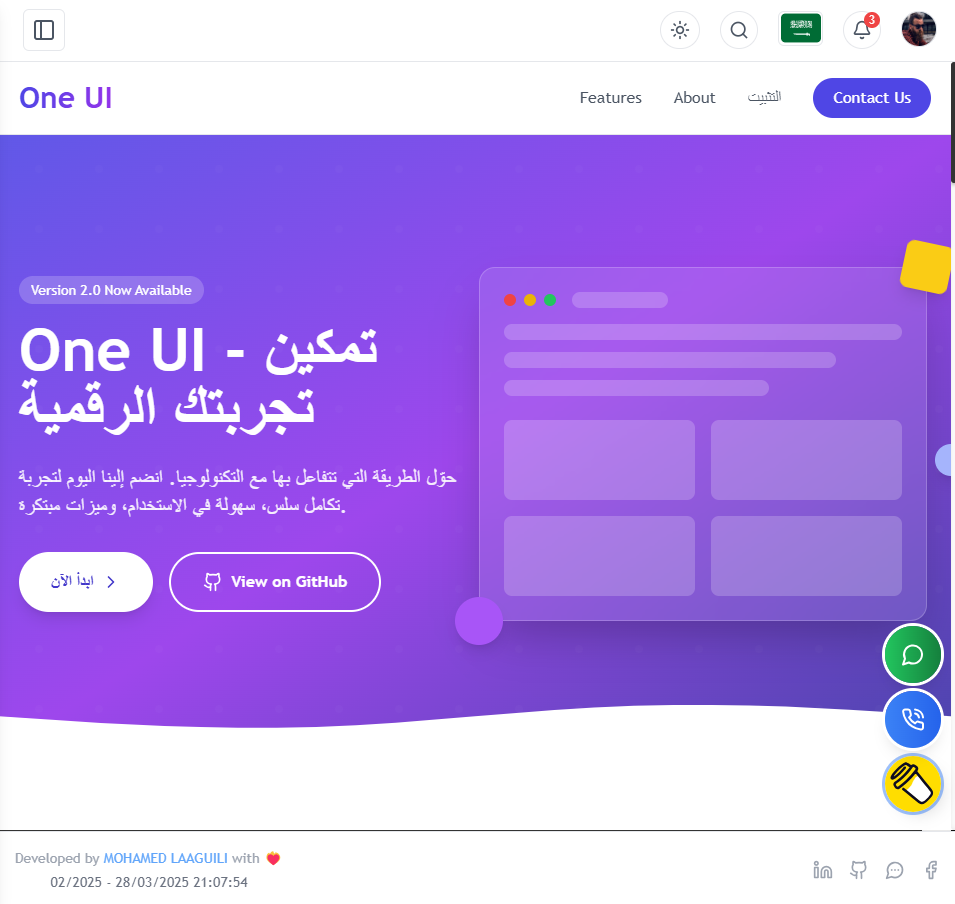 3
One UI
Features
About
التثبيت
Contact Us
Version 2.0 Now Available
One UI - تمكين
تجربتك الرقمية
حوّل الطريقة التي تتفاعل بها مع التكنولوجيا. انضم إلينا اليوم لتجربة
تكامل سلس، سهولة في الاستخدام، وميزات مبتكرة.
ابدأ الآن
View on GitHub
Developed by MOHAMED LAAGUILI with
02/2025 - 28/03/2025 21:07:54